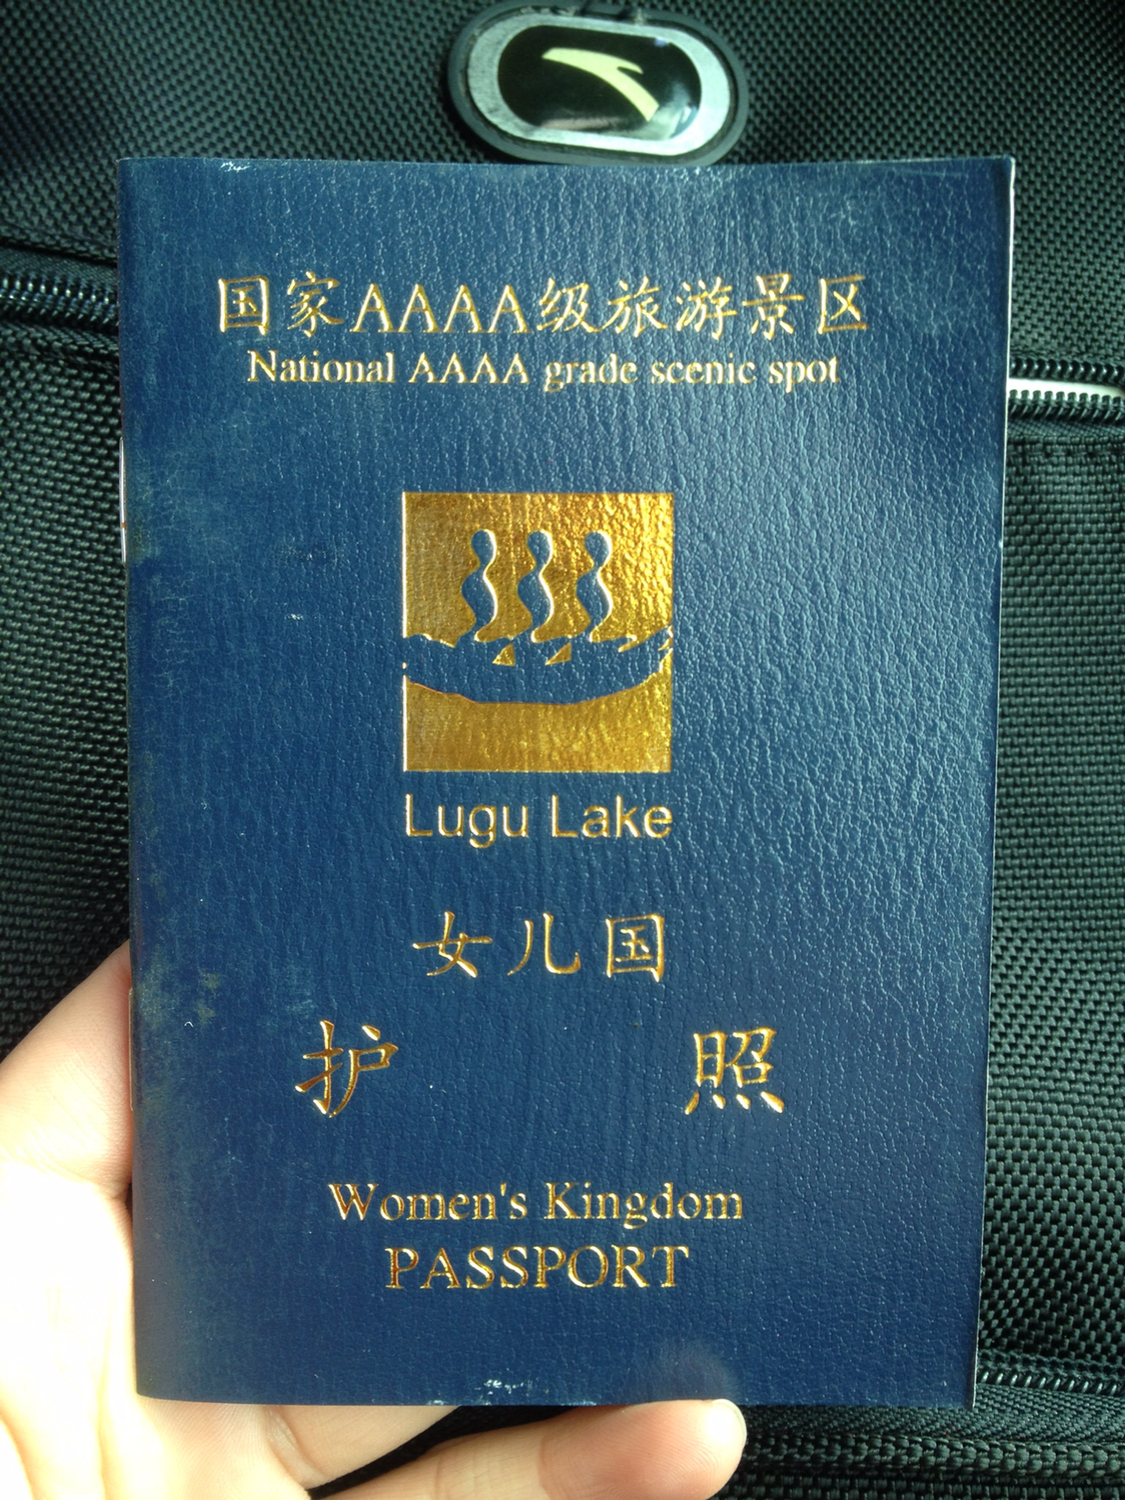 国家AAAA级旅游景区
National AAAA grade scenic spot
Lugu Lake
女儿国
护照
Women's Kingdom
PASSPORT